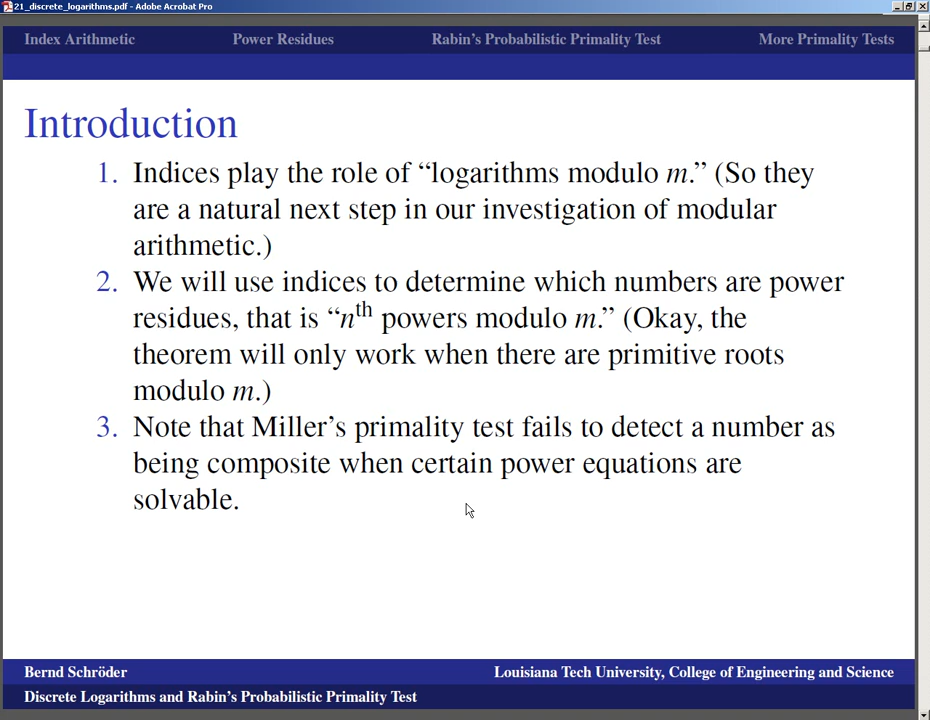 21_discrete_logarithms.pdf - Adobe Acrobat Pro
Index Arithmetic Power Residues Rabin's Probabilistic Primality Test More Primality Tests
Introduction
1. Indices play the role of “logarithms modulo m.” (So they
are a natural next step in our investigation of modular
arithmetic.)
2. We will use indices to determine which numbers are power
residues, that is “nth powers modulo m.” (Okay, the
theorem will only work when there are primitive roots
modulo m.)
3. Note that Miller’s primality test fails to detect a number as
being composite when certain power equations are
solvable.
Bernd Schröder Louisiana Tech University, College of Engineering and Science
Discrete Logarithms and Rabin’s Probabilistic Primality Test